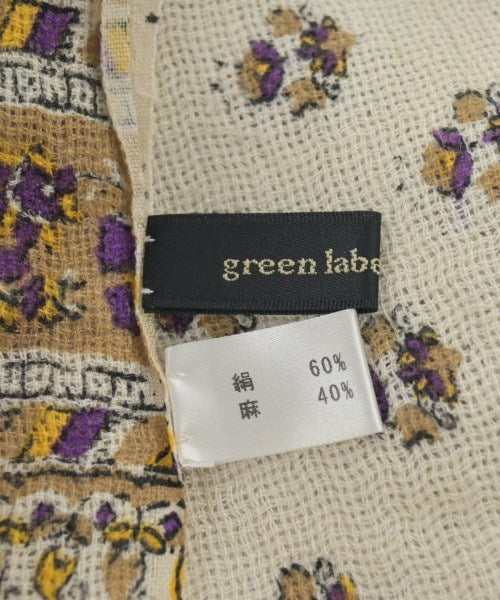 green labe
絹 60%
麻 40%